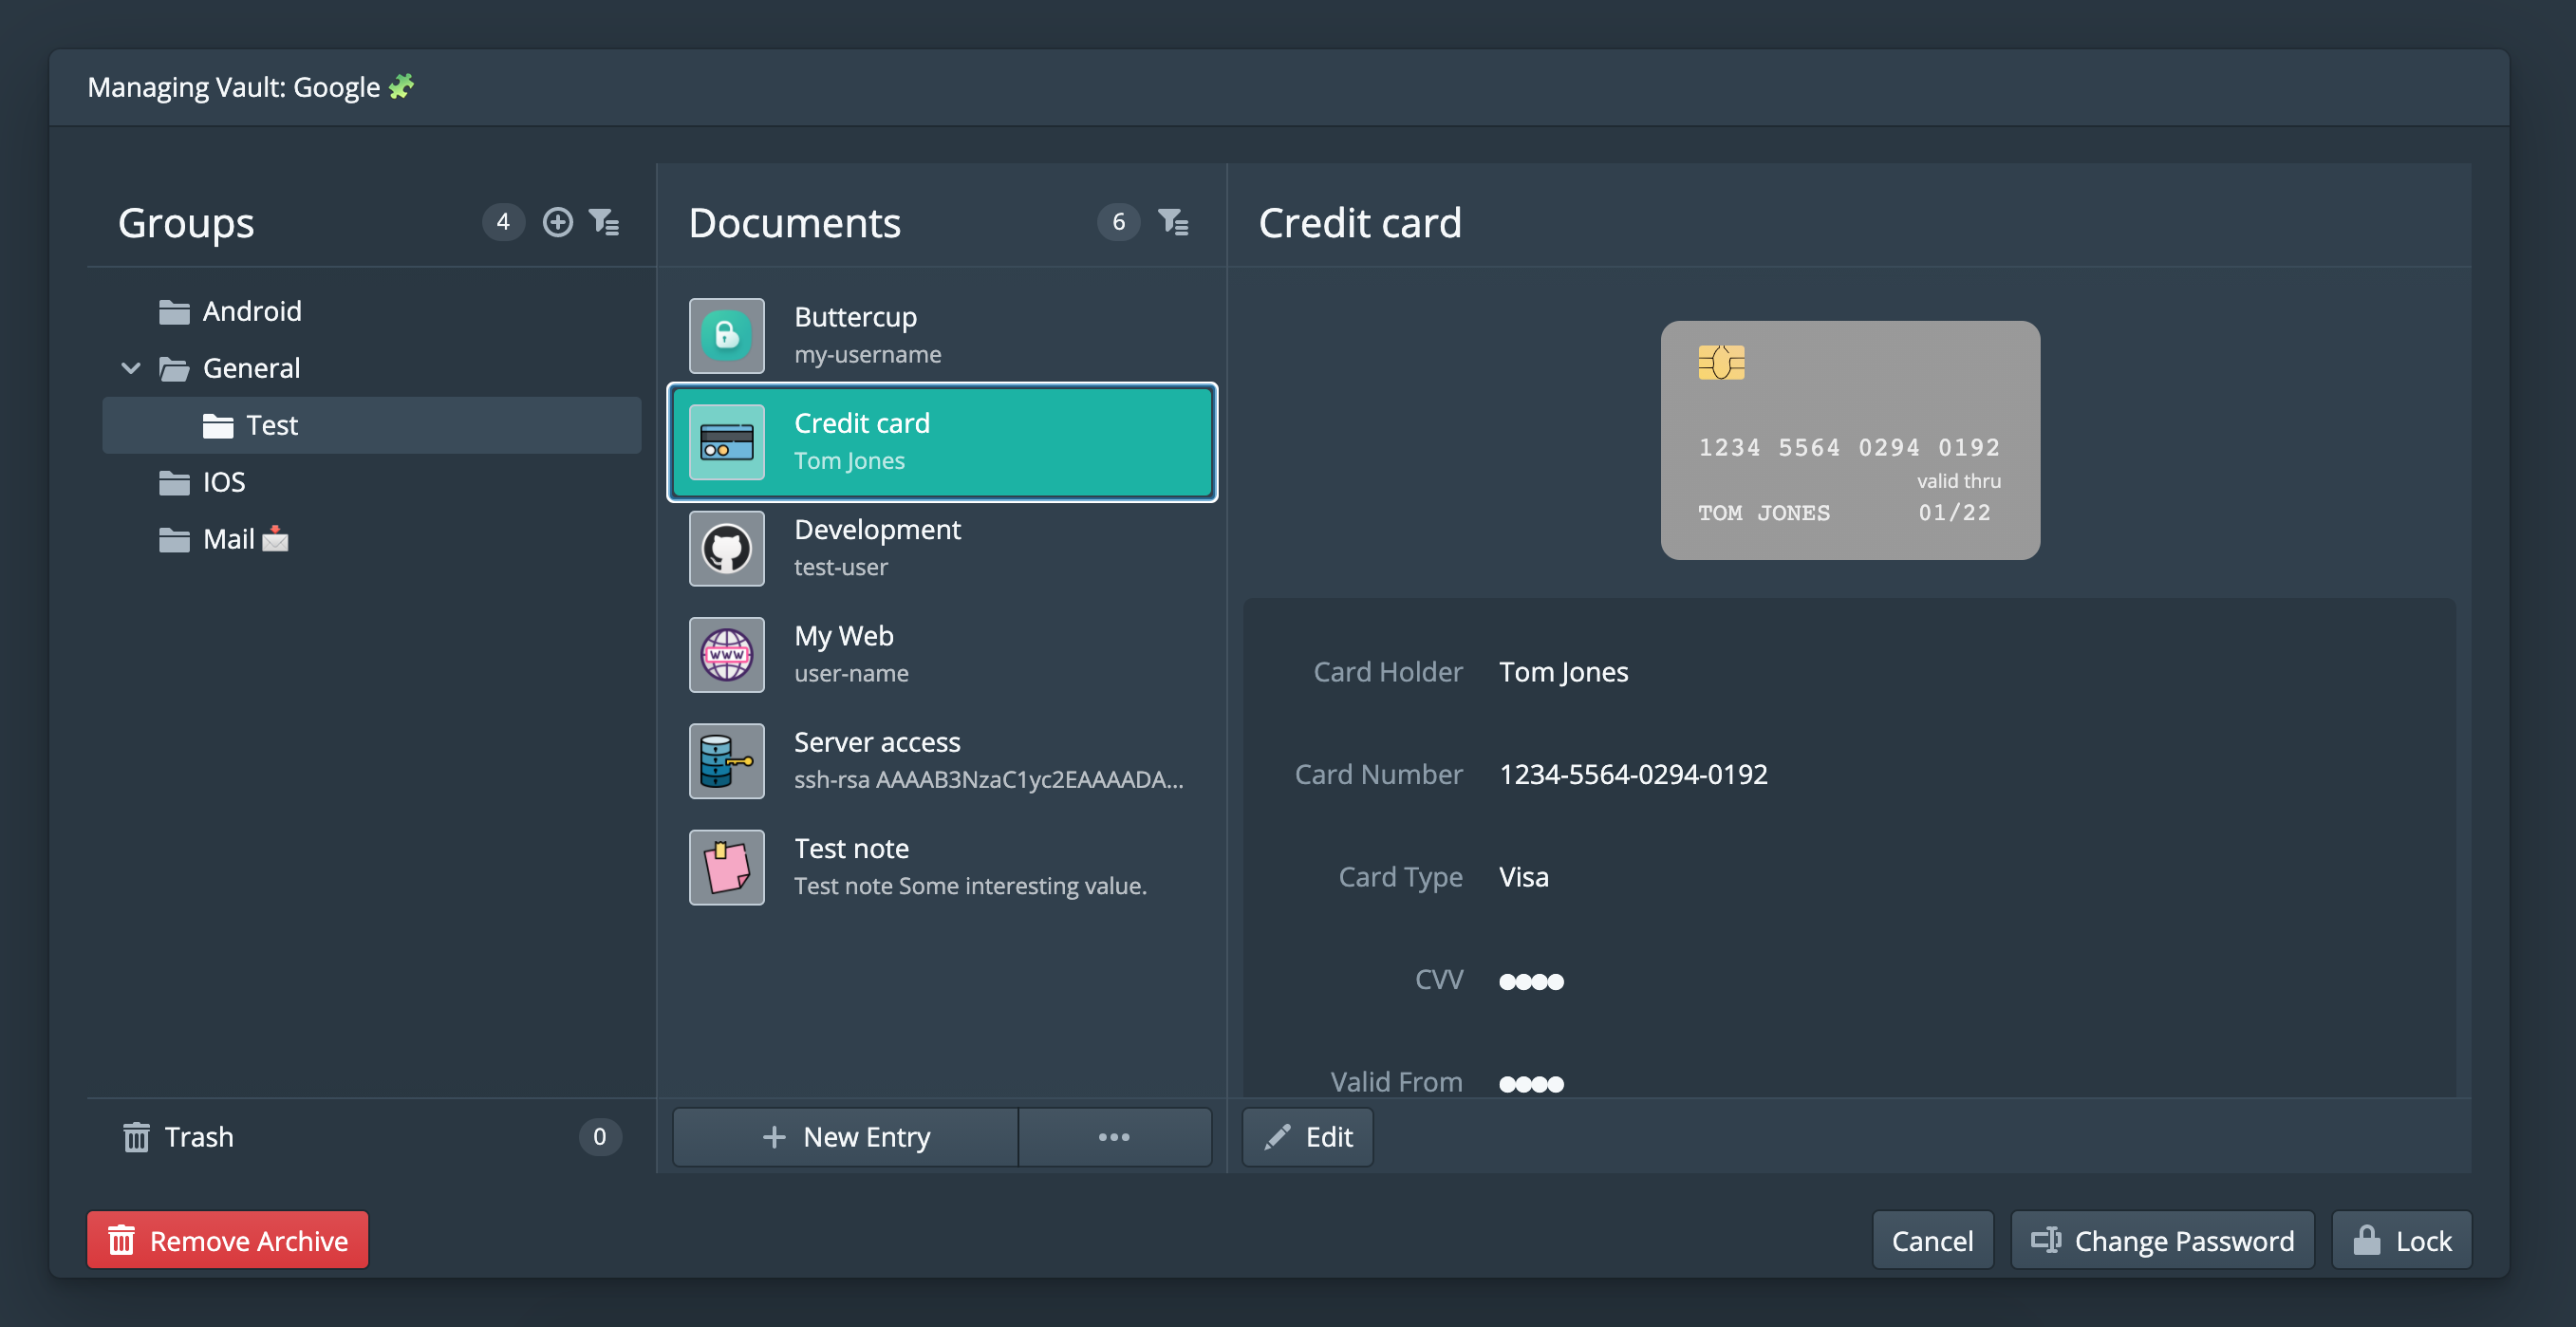 Managing Vault: Google
Groups
4
Android
General
Test
IOS
Mail
Trash
0
Documents
6
Buttercup
my-username
Credit card
Tom Jones
Development
test-user
My Web
user-name
WWW
Server access
ssh-rsa AAAAB3NzaC1yc2EAAAADA...
Test note
Test note Some interesting value.
New Entry
Credit card
1234 5564 0294 0192
valid thru
TOM JONES 01/22
Card Holder Tom Jones
Card Number 1234-5564-0294-0192
Card Type Visa
CVV ●●●●
Valid From ●●●●
Edit
Remove Archive
Cancel
Change Password
Lock